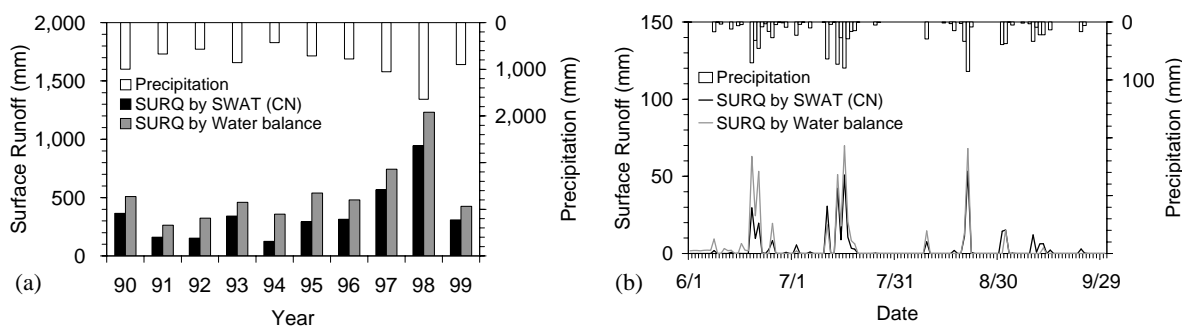 2,000
1,500
1,000
500
0
Surface Runoff (mm)
Precipitation
SURQ by SWAT (CN)
SURQ by Water balance
0
1,000
2,000
Precipitation (mm)
90 91 92 93 94 95 96 97 98 99
Year
(a)
150
100
50
0
Surface Runoff (mm)
Precipitation
SURQ by SWAT (CN)
SURQ by Water balance
0
100
Precipitation (mm)
6/1 7/1 7/31 8/30 9/29
Date
(b)